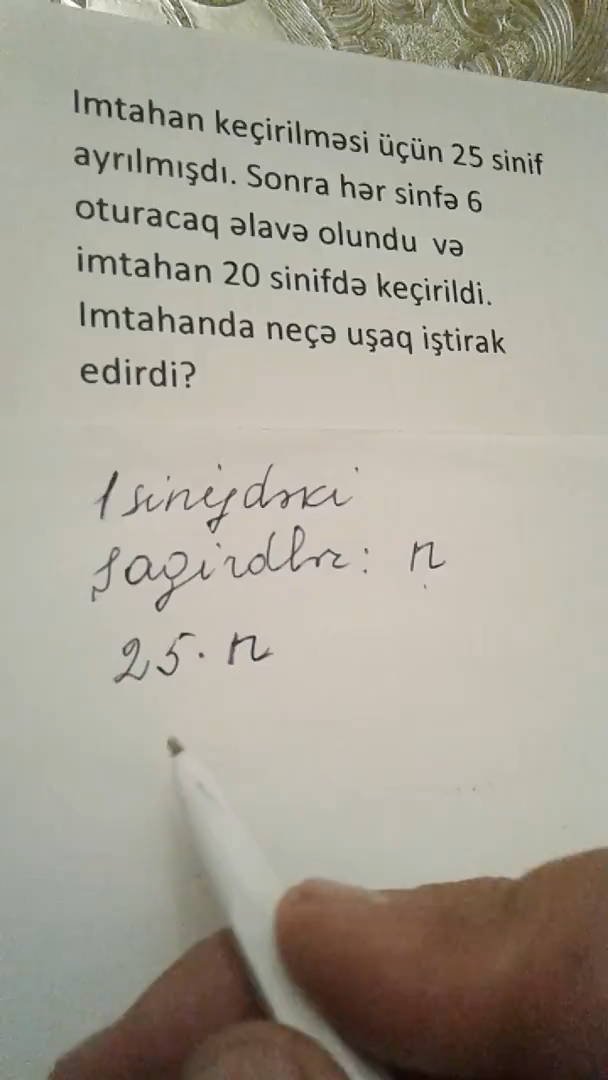 Imtahan keçirilməsi üçün 25 sinif
ayrılmışdı. Sonra hər sinfə 6
oturacaq əlavə olundu və
imtahan 20 sinifdə keçirildi.
Imtahanda neçə uşaq iştirak
edirdi?
1 sinifdəki
şagirdlər: n
25 · n